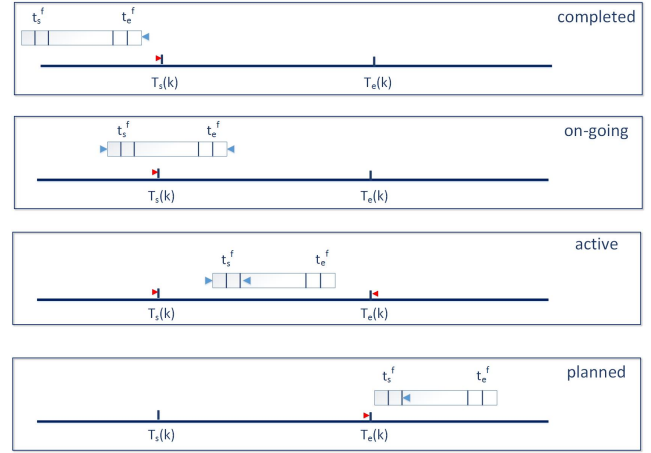 completed
t_s^f t_e^f
T_s(k) T_e(k)
on-going
t_s^f t_e^f
T_s(k) T_e(k)
active
t_s^f t_e^f
T_s(k) T_e(k)
planned
t_s^f t_e^f
T_s(k) T_e(k)